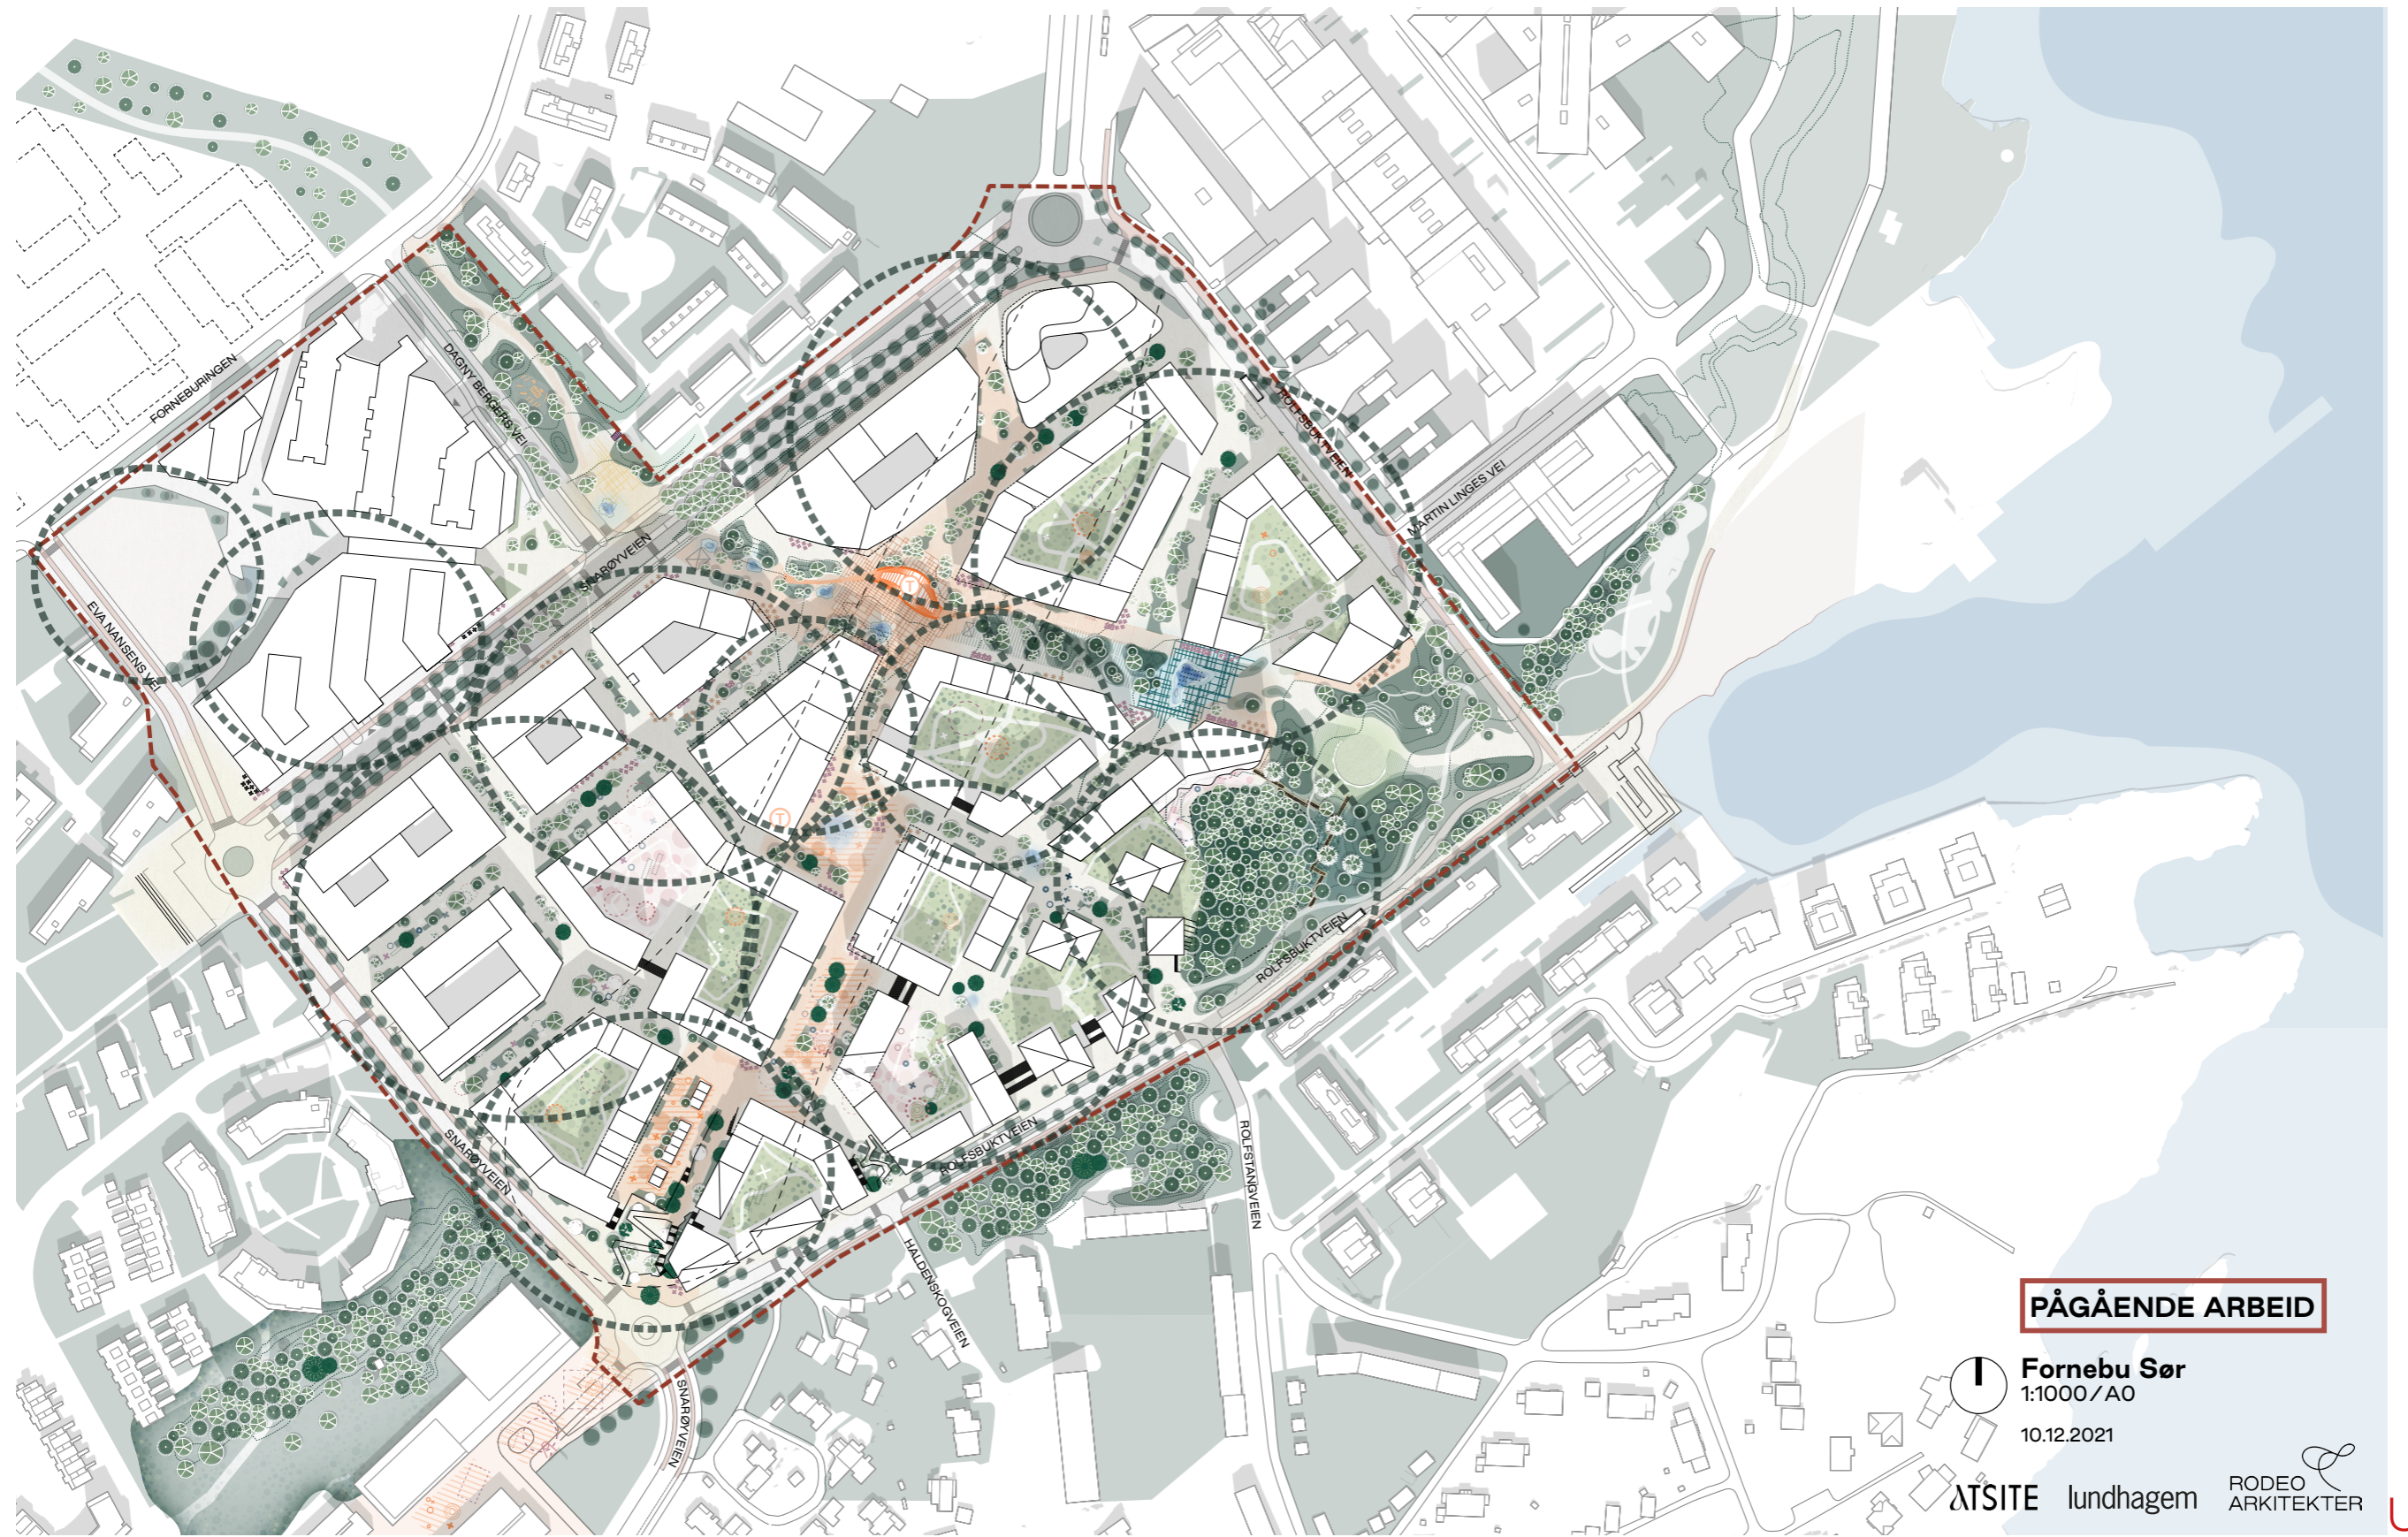 FORNEBURINGEN
DAGNY BERGERS VEI
ROLFSBUKTVEIEN
MARTIN LINGES VEI
SNARØYVEIEN
T
EVA NANSENS VEI
T
ROLFSBUKTVEIEN
SNARØYVEIEN
ROLFSBUKTVEIEN
ROLFSTANGVEIEN
HALDENSKOGVEIEN
SNARØYVEIEN
PÅGÅENDE ARBEID
Fornebu Sør
1:1000/A0
10.12.2021
ATSITE
lundhagem
RODEO
ARKITEKTER